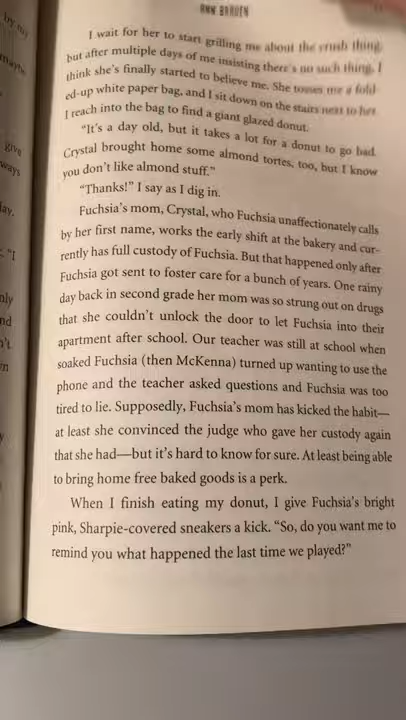 ANN BRADEN
I wait for her to start grilling me about the crush thing,
but after multiple days of me insisting there's no such thing, I
think she's finally started to believe me. She tosses me a fold-
ed-up white paper bag, and I sit down on the stairs next to her.
I reach into the bag to find a giant glazed donut.
"It's a day old, but it takes a lot for a donut to go bad.
Crystal brought home some almond tortes, too, but I know
you don't like almond stuff."
"Thanks!" I say as I dig in.
Fuchsia's mom, Crystal, who Fuchsia unaffectionately calls
by her first name, works the early shift at the bakery and cur-
rently has full custody of Fuchsia. But that happened only after
Fuchsia got sent to foster care for a bunch of years. One rainy
day back in second grade her mom was so strung out on drugs
that she couldn't unlock the door to let Fuchsia into their
apartment after school. Our teacher was still at school when
soaked Fuchsia (then McKenna) turned up wanting to use the
phone and the teacher asked questions and Fuchsia was too
tired to lie. Supposedly, Fuchsia's mom has kicked the habit—
at least she convinced the judge who gave her custody again
that she had—but it's hard to know for sure. At least being able
to bring home free baked goods is a perk.
When I finish eating my donut, I give Fuchsia's bright
pink, Sharpie-covered sneakers a kick. "So, do you want me to
remind you what happened the last time we played?"